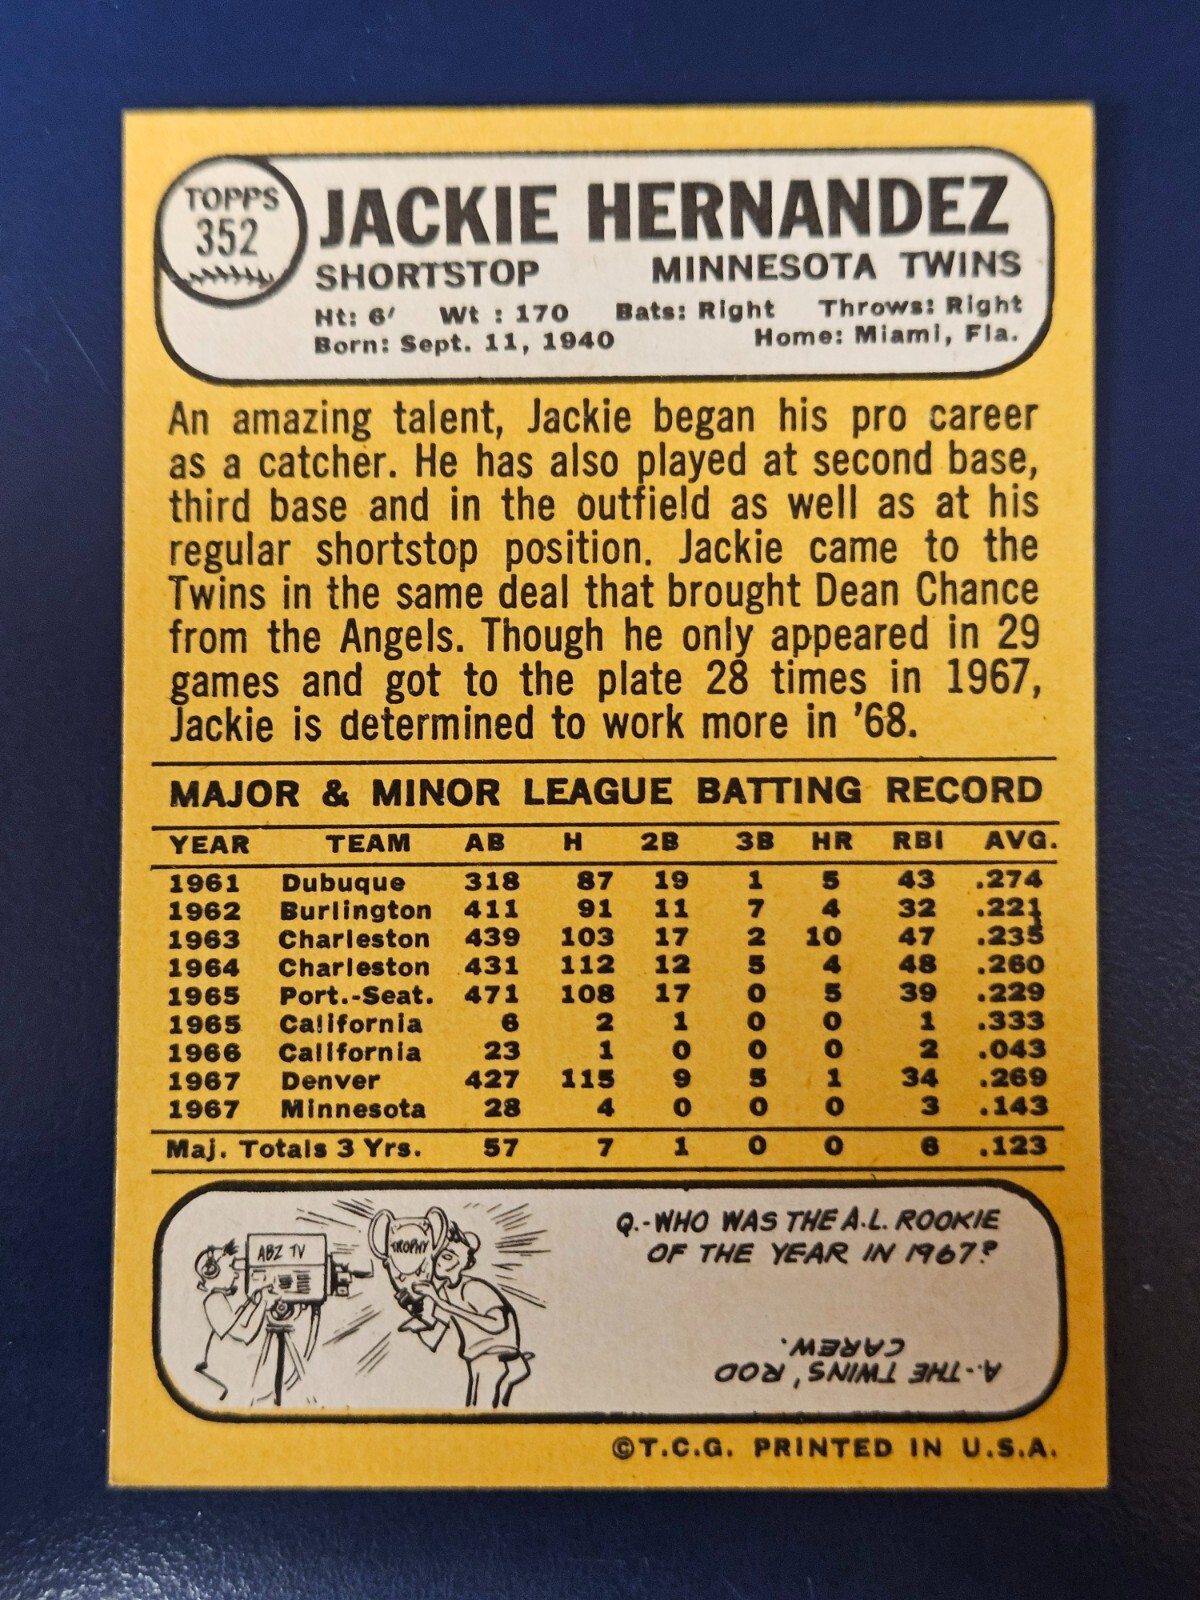 TOPPS
352
JACKIE HERNANDEZ
SHORTSTOP MINNESOTA TWINS
Ht: 6' Wt : 170 Bats: Right Throws: Right
Born: Sept. 11, 1940 Home: Miami, Fla.
An amazing talent, Jackie began his pro career
as a catcher. He has also played at second base,
third base and in the outfield as well as at his
regular shortstop position. Jackie came to the
Twins in the same deal that brought Dean Chance
from the Angels. Though he only appeared in 29
games and got to the plate 28 times in 1967,
Jackie is determined to work more in '68.
MAJOR & MINOR LEAGUE BATTING RECORD
YEAR TEAM AB H 2B 3B HR RBI AVG.
1961 Dubuque 318 87 19 1 5 43 .274
1962 Burlington 411 91 11 7 4 32 .221
1963 Charleston 439 103 17 2 10 47 .235
1964 Charleston 431 112 12 5 4 48 .260
1965 Port.-Seat. 471 108 17 0 5 39 .229
1965 California 6 2 1 0 0 1 .333
1966 California 23 1 0 0 0 2 .043
1967 Denver 427 115 9 5 1 34 .269
1967 Minnesota 28 4 0 0 0 3 .143
Maj. Totals 3 Yrs. 57 7 1 0 0 6 .123
ABZ TV
TROPHY
Q.-WHO WAS THE A.L. ROOKIE
OF THE YEAR IN 1967?
A.-THE TWINS' ROD
CAREW.
©T.C.G. PRINTED IN U.S.A.